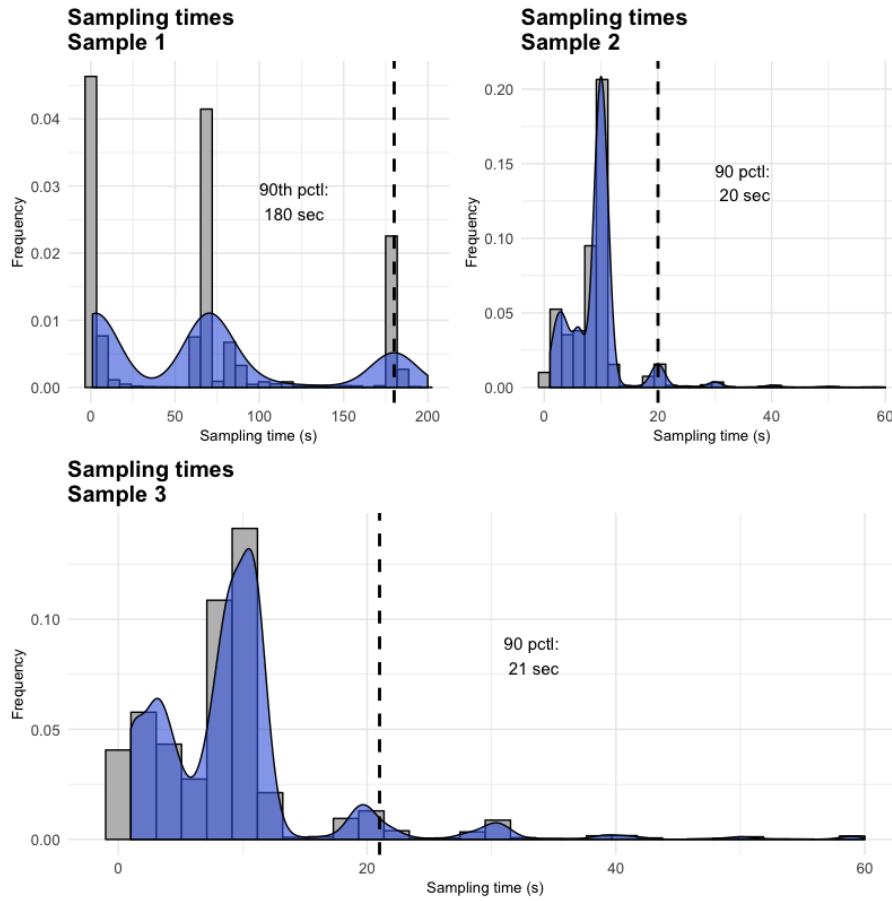 Sampling times
Sample 1
0.04
0.03
0.02
0.01
0.00
Frequency
90th pctl:
180 sec
0
50
100
150
200
Sampling time (s)
Sampling times
Sample 2
0.20
0.15
0.10
0.05
0.00
Frequency
90 pctl:
20 sec
0
20
40
60
Sampling time (s)
Sampling times
Sample 3
0.10
0.05
0.00
Frequency
90 pctl:
21 sec
0
20
40
60
Sampling time (s)